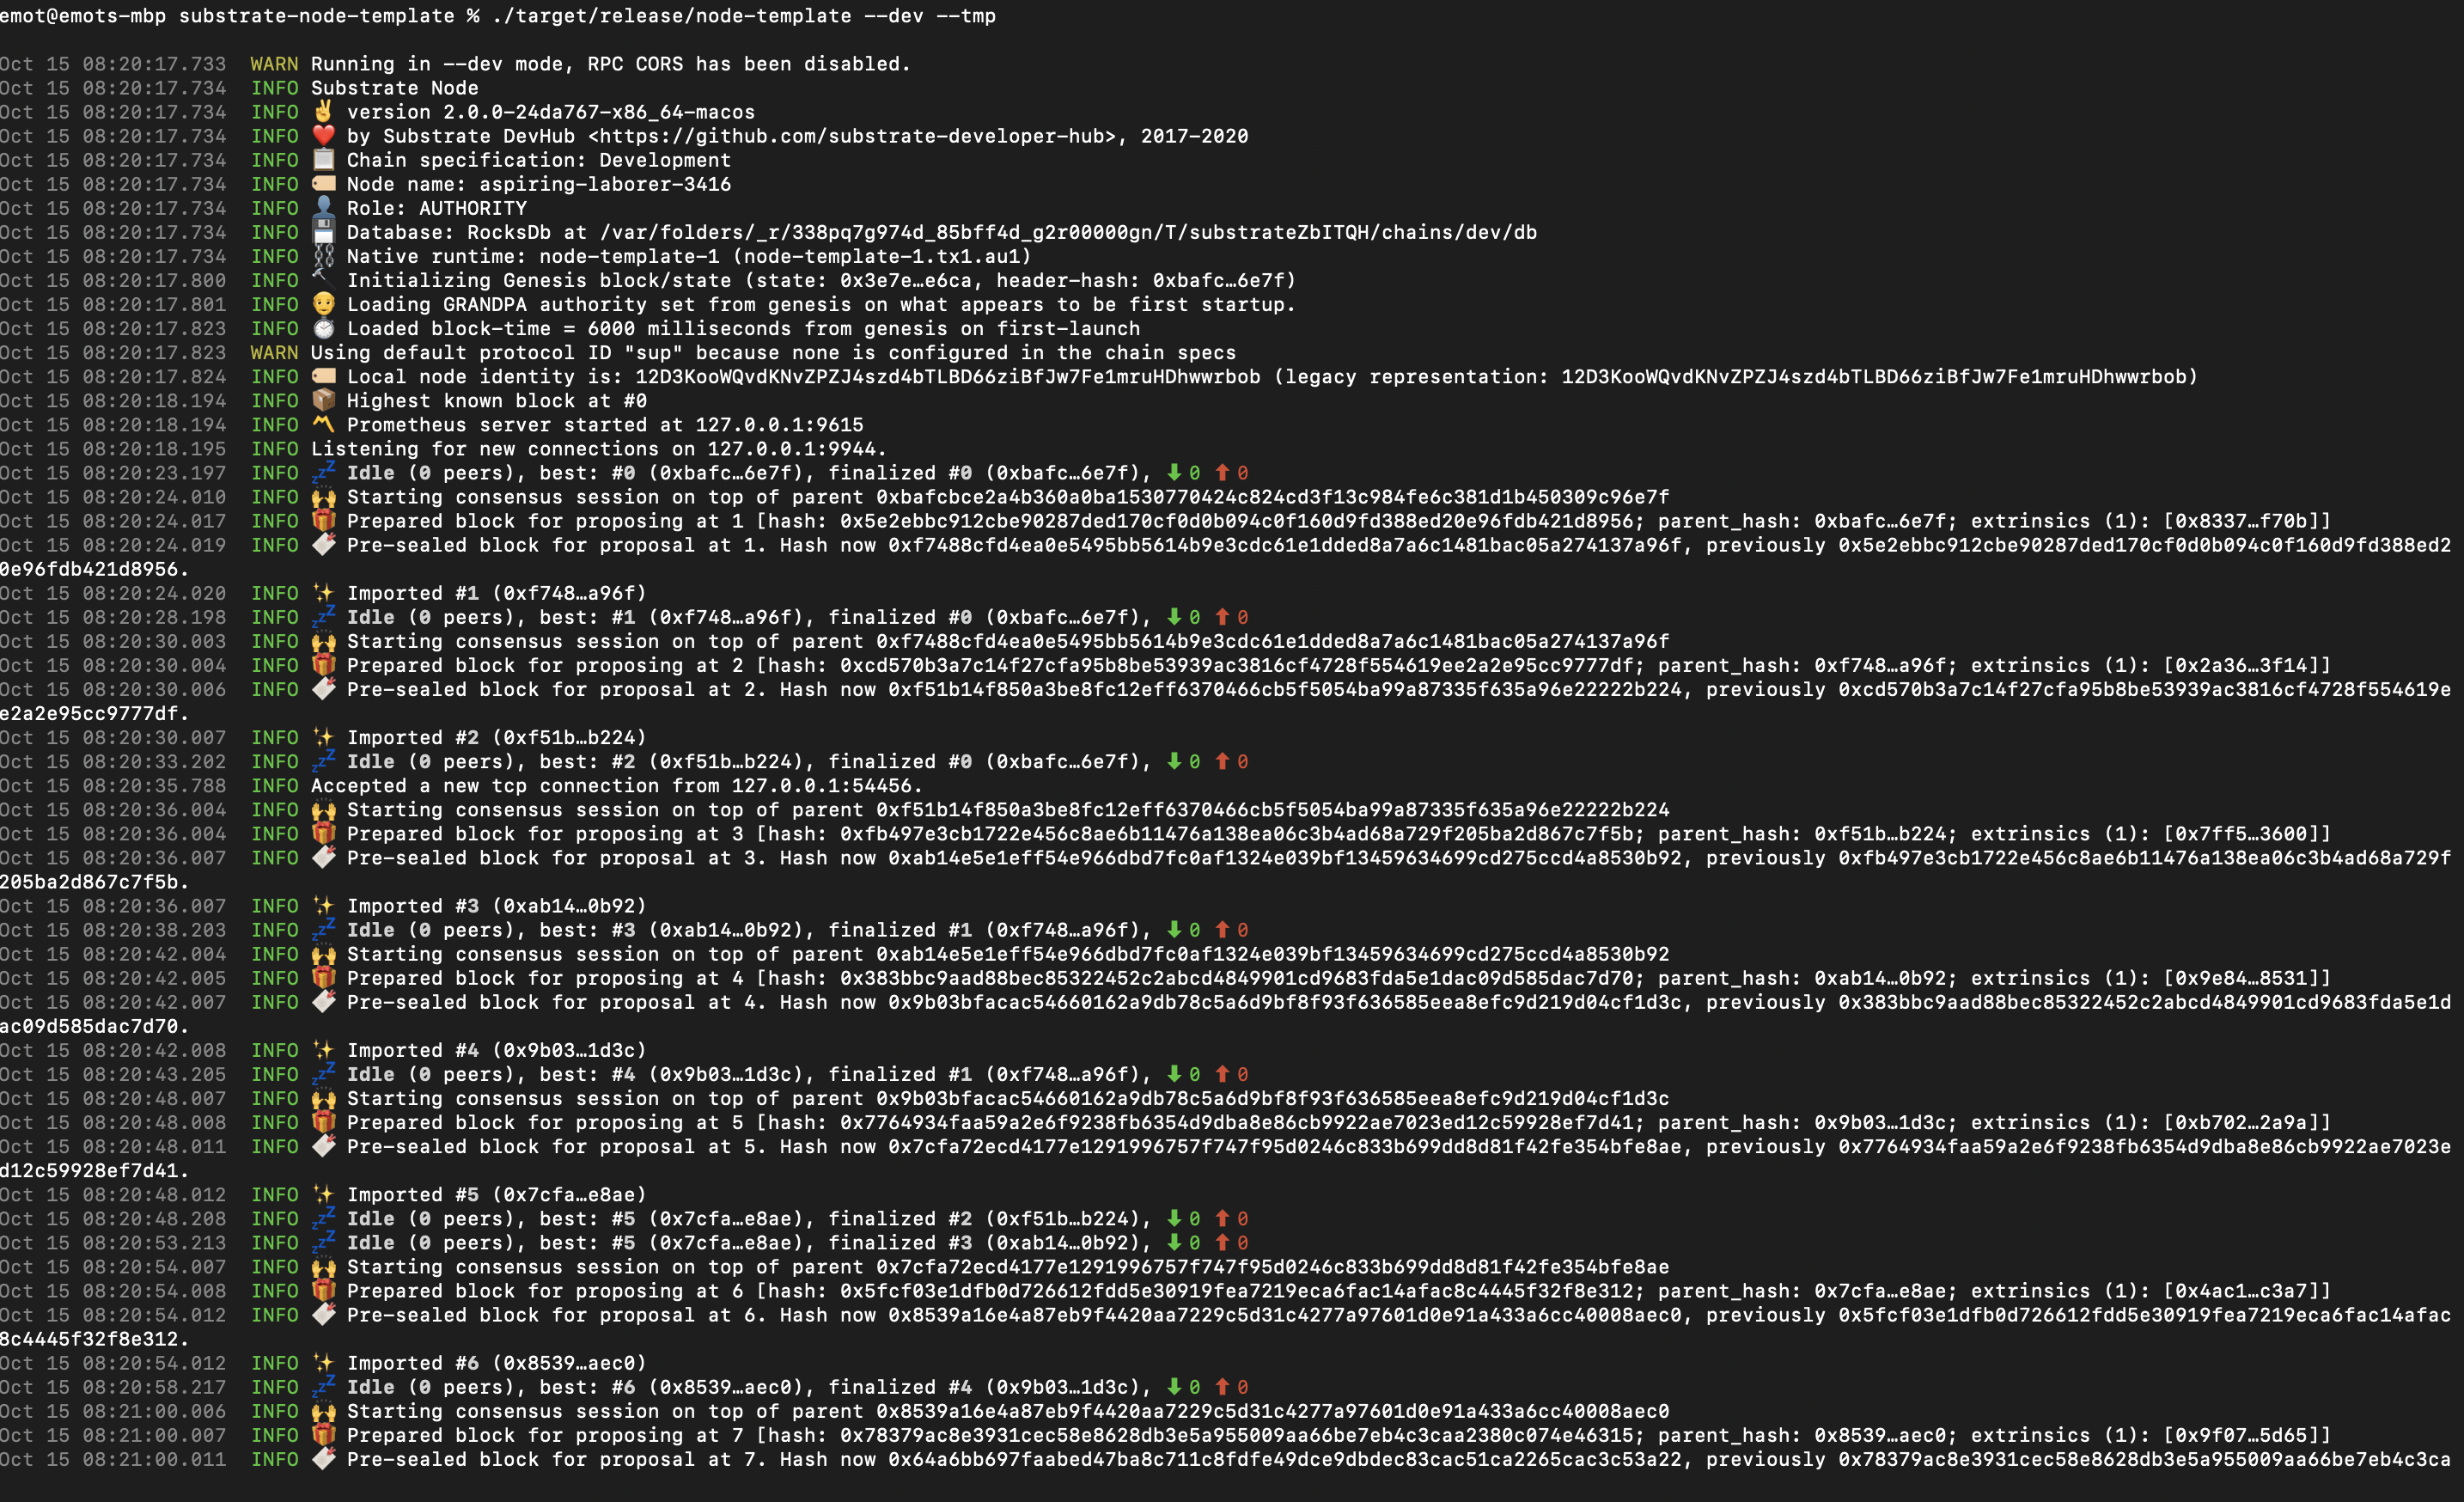 emot@emots-mbp substrate-node-template % ./target/release/node-template --dev --tmp
Oct 15 08:20:17.733  WARN Running in --dev mode, RPC CORS has been disabled.
Oct 15 08:20:17.734  INFO Substrate Node
Oct 15 08:20:17.734  INFO ✌️ version 2.0.0-24da767-x86_64-macos
Oct 15 08:20:17.734  INFO ❤️ by Substrate DevHub <https://github.com/substrate-developer-hub>, 2017-2020
Oct 15 08:20:17.734  INFO 📋 Chain specification: Development
Oct 15 08:20:17.734  INFO 🏷 Node name: aspiring-laborer-3416
Oct 15 08:20:17.734  INFO 👤 Role: AUTHORITY
Oct 15 08:20:17.734  INFO 💾 Database: RocksDb at /var/folders/_r/338pq7g974d_85bff4d_g2r00000gn/T/substrateZbITQH/chains/dev/db
Oct 15 08:20:17.734  INFO ⛓ Native runtime: node-template-1 (node-template-1.tx1.au1)
Oct 15 08:20:17.800  INFO 🔨 Initializing Genesis block/state (state: 0x3e7e…e6ca, header-hash: 0xbafc…6e7f)
Oct 15 08:20:17.801  INFO 👴 Loading GRANDPA authority set from genesis on what appears to be first startup.
Oct 15 08:20:17.823  INFO ⏱ Loaded block-time = 6000 milliseconds from genesis on first-launch
Oct 15 08:20:17.823  WARN Using default protocol ID "sup" because none is configured in the chain specs
Oct 15 08:20:17.824  INFO 🏷 Local node identity is: 12D3KooWQvdKNvZPZJ4szd4bTLBD66ziBfJw7Fe1mruHDhwwrbob (legacy representation: 12D3KooWQvdKNvZPZJ4szd4bTLBD66ziBfJw7Fe1mruHDhwwrbob)
Oct 15 08:20:18.194  INFO 📦 Highest known block at #0
Oct 15 08:20:18.194  INFO 〽️ Prometheus server started at 127.0.0.1:9615
Oct 15 08:20:18.195  INFO Listening for new connections on 127.0.0.1:9944.
Oct 15 08:20:23.197  INFO 💤 Idle (0 peers), best: #0 (0xbafc…6e7f), finalized #0 (0xbafc…6e7f), ⬇ 0 ⬆ 0
Oct 15 08:20:24.010  INFO 🙌 Starting consensus session on top of parent 0xbafcbce2a4b360a0ba1530770424c824cd3f13c984fe6c381d1b450309c96e7f
Oct 15 08:20:24.017  INFO 🎁 Prepared block for proposing at 1 [hash: 0x5e2ebbc912cbe90287ded170cf0d0b094c0f160d9fd388ed20e96fdb421d8956; parent_hash: 0xbafc…6e7f; extrinsics (1): [0x8337…f70b]]
Oct 15 08:20:24.019  INFO 🔖 Pre-sealed block for proposal at 1. Hash now 0xf7488cfd4ea0e5495bb5614b9e3cdc61e1dded8a7a6c1481bac05a274137a96f, previously 0x5e2ebbc912cbe90287ded170cf0d0b094c0f160d9fd388ed2
0e96fdb421d8956.
Oct 15 08:20:24.020  INFO ✨ Imported #1 (0xf748…a96f)
Oct 15 08:20:28.198  INFO 💤 Idle (0 peers), best: #1 (0xf748…a96f), finalized #0 (0xbafc…6e7f), ⬇ 0 ⬆ 0
Oct 15 08:20:30.003  INFO 🙌 Starting consensus session on top of parent 0xf7488cfd4ea0e5495bb5614b9e3cdc61e1dded8a7a6c1481bac05a274137a96f
Oct 15 08:20:30.004  INFO 🎁 Prepared block for proposing at 2 [hash: 0xcd570b3a7c14f27cfa95b8be53939ac3816cf4728f554619ee2a2e95cc9777df; parent_hash: 0xf748…a96f; extrinsics (1): [0x2a36…3f14]]
Oct 15 08:20:30.006  INFO 🔖 Pre-sealed block for proposal at 2. Hash now 0xf51b14f850a3be8fc12eff6370466cb5f5054ba99a87335f635a96e22222b224, previously 0xcd570b3a7c14f27cfa95b8be53939ac3816cf4728f554619e
e2a2e95cc9777df.
Oct 15 08:20:30.007  INFO ✨ Imported #2 (0xf51b…b224)
Oct 15 08:20:33.202  INFO 💤 Idle (0 peers), best: #2 (0xf51b…b224), finalized #0 (0xbafc…6e7f), ⬇ 0 ⬆ 0
Oct 15 08:20:35.788  INFO Accepted a new tcp connection from 127.0.0.1:54456.
Oct 15 08:20:36.004  INFO 🙌 Starting consensus session on top of parent 0xf51b14f850a3be8fc12eff6370466cb5f5054ba99a87335f635a96e22222b224
Oct 15 08:20:36.004  INFO 🎁 Prepared block for proposing at 3 [hash: 0xfb497e3cb1722e456c8ae6b11476a138ea06c3b4ad68a729f205ba2d867c7f5b; parent_hash: 0xf51b…b224; extrinsics (1): [0x7ff5…3600]]
Oct 15 08:20:36.007  INFO 🔖 Pre-sealed block for proposal at 3. Hash now 0xab14e5e1eff54e966dbd7fc0af1324e039bf13459634699cd275ccd4a8530b92, previously 0xfb497e3cb1722e456c8ae6b11476a138ea06c3b4ad68a729f
205ba2d867c7f5b.
Oct 15 08:20:36.007  INFO ✨ Imported #3 (0xab14…0b92)
Oct 15 08:20:38.203  INFO 💤 Idle (0 peers), best: #3 (0xab14…0b92), finalized #1 (0xf748…a96f), ⬇ 0 ⬆ 0
Oct 15 08:20:42.004  INFO 🙌 Starting consensus session on top of parent 0xab14e5e1eff54e966dbd7fc0af1324e039bf13459634699cd275ccd4a8530b92
Oct 15 08:20:42.005  INFO 🎁 Prepared block for proposing at 4 [hash: 0x383bbc9aad88bec85322452c2abcd4849901cd9683fda5e1dac09d585dac7d70; parent_hash: 0xab14…0b92; extrinsics (1): [0x9e84…8531]]
Oct 15 08:20:42.007  INFO 🔖 Pre-sealed block for proposal at 4. Hash now 0x9b03bfacac54660162a9db78c5a6d9bf8f93f636585eea8efc9d219d04cf1d3c, previously 0x383bbc9aad88bec85322452c2abcd4849901cd9683fda5e1d
ac09d585dac7d70.
Oct 15 08:20:42.008  INFO ✨ Imported #4 (0x9b03…1d3c)
Oct 15 08:20:43.205  INFO 💤 Idle (0 peers), best: #4 (0x9b03…1d3c), finalized #1 (0xf748…a96f), ⬇ 0 ⬆ 0
Oct 15 08:20:48.007  INFO 🙌 Starting consensus session on top of parent 0x9b03bfacac54660162a9db78c5a6d9bf8f93f636585eea8efc9d219d04cf1d3c
Oct 15 08:20:48.008  INFO 🎁 Prepared block for proposing at 5 [hash: 0x7764934faa59a2e6f9238fb6354d9dba8e86cb9922ae7023ed12c59928ef7d41; parent_hash: 0x9b03…1d3c; extrinsics (1): [0xb702…2a9a]]
Oct 15 08:20:48.011  INFO 🔖 Pre-sealed block for proposal at 5. Hash now 0x7cfa72ecd4177e1291996757f747f95d0246c833b699dd8d81f42fe354bfe8ae, previously 0x7764934faa59a2e6f9238fb6354d9dba8e86cb9922ae7023e
d12c59928ef7d41.
Oct 15 08:20:48.012  INFO ✨ Imported #5 (0x7cfa…e8ae)
Oct 15 08:20:48.208  INFO 💤 Idle (0 peers), best: #5 (0x7cfa…e8ae), finalized #2 (0xf51b…b224), ⬇ 0 ⬆ 0
Oct 15 08:20:53.213  INFO 💤 Idle (0 peers), best: #5 (0x7cfa…e8ae), finalized #3 (0xab14…0b92), ⬇ 0 ⬆ 0
Oct 15 08:20:54.007  INFO 🙌 Starting consensus session on top of parent 0x7cfa72ecd4177e1291996757f747f95d0246c833b699dd8d81f42fe354bfe8ae
Oct 15 08:20:54.008  INFO 🎁 Prepared block for proposing at 6 [hash: 0x5fcf03e1dfb0d726612fdd5e30919fea7219eca6fac14afac8c4445f32f8e312; parent_hash: 0x7cfa…e8ae; extrinsics (1): [0x4ac1…c3a7]]
Oct 15 08:20:54.012  INFO 🔖 Pre-sealed block for proposal at 6. Hash now 0x8539a16e4a87eb9f4420aa7229c5d31c4277a97601d0e91a433a6cc40008aec0, previously 0x5fcf03e1dfb0d726612fdd5e30919fea7219eca6fac14afac
8c4445f32f8e312.
Oct 15 08:20:54.012  INFO ✨ Imported #6 (0x8539…aec0)
Oct 15 08:20:58.217  INFO 💤 Idle (0 peers), best: #6 (0x8539…aec0), finalized #4 (0x9b03…1d3c), ⬇ 0 ⬆ 0
Oct 15 08:21:00.006  INFO 🙌 Starting consensus session on top of parent 0x8539a16e4a87eb9f4420aa7229c5d31c4277a97601d0e91a433a6cc40008aec0
Oct 15 08:21:00.007  INFO 🎁 Prepared block for proposing at 7 [hash: 0x78379ac8e3931cec58e8628db3e5a955009aa66be7eb4c3caa2380c074e46315; parent_hash: 0x8539…aec0; extrinsics (1): [0x9f07…5d65]]
Oct 15 08:21:00.011  INFO 🔖 Pre-sealed block for proposal at 7. Hash now 0x64a6bb697faabed47ba8c711c8fdfe49dce9dbdec83cac51ca2265cac3c53a22, previously 0x78379ac8e3931cec58e8628db3e5a955009aa66be7eb4c3ca